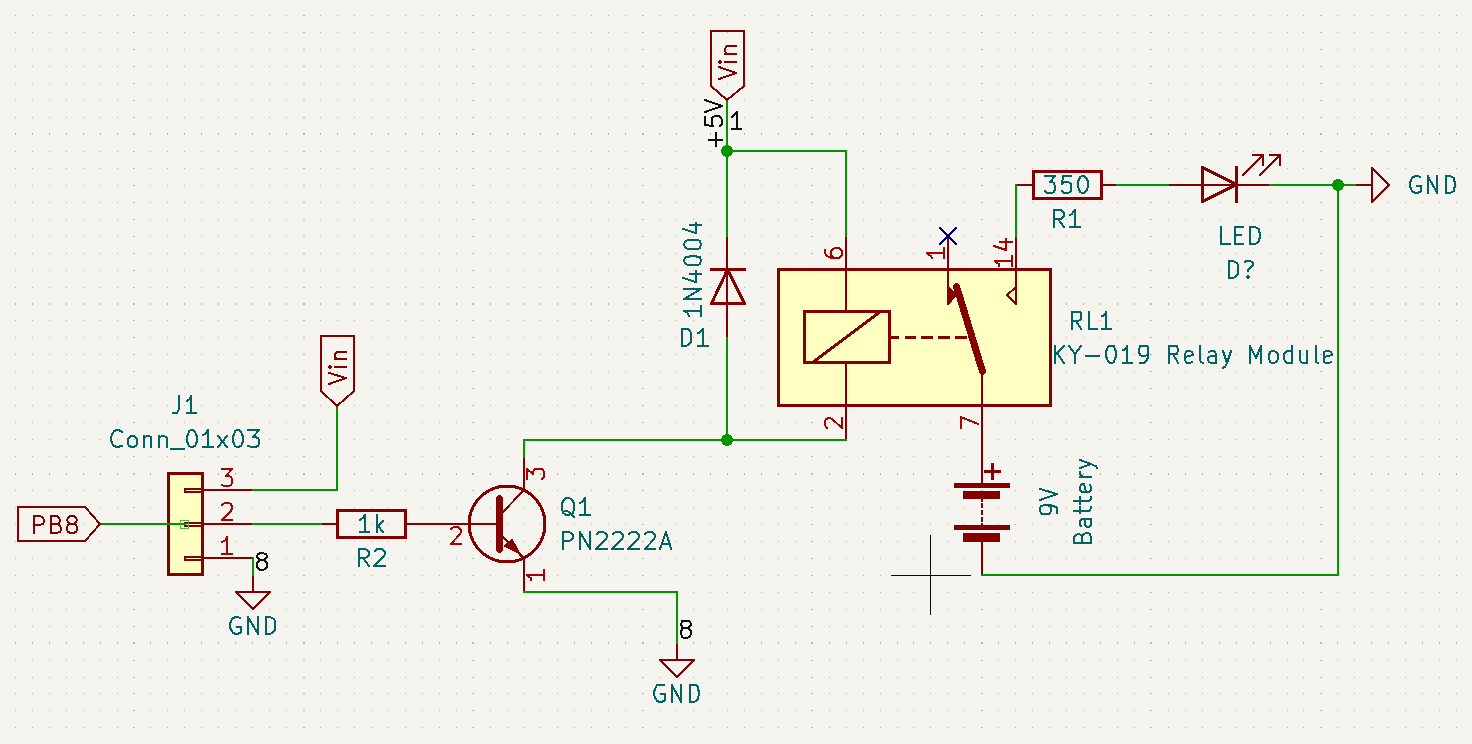 Vin
+5V
1
350
R1
GND
LED
D?
6
1
14
1N4004
D1
RL1
KY-019 Relay Module
Vin
J1
Conn_01x03
2
7
3
3
+
9V
Battery
PB8
2
1k
R2
2
Q1
PN2222A
1
8
GND
1
8
GND